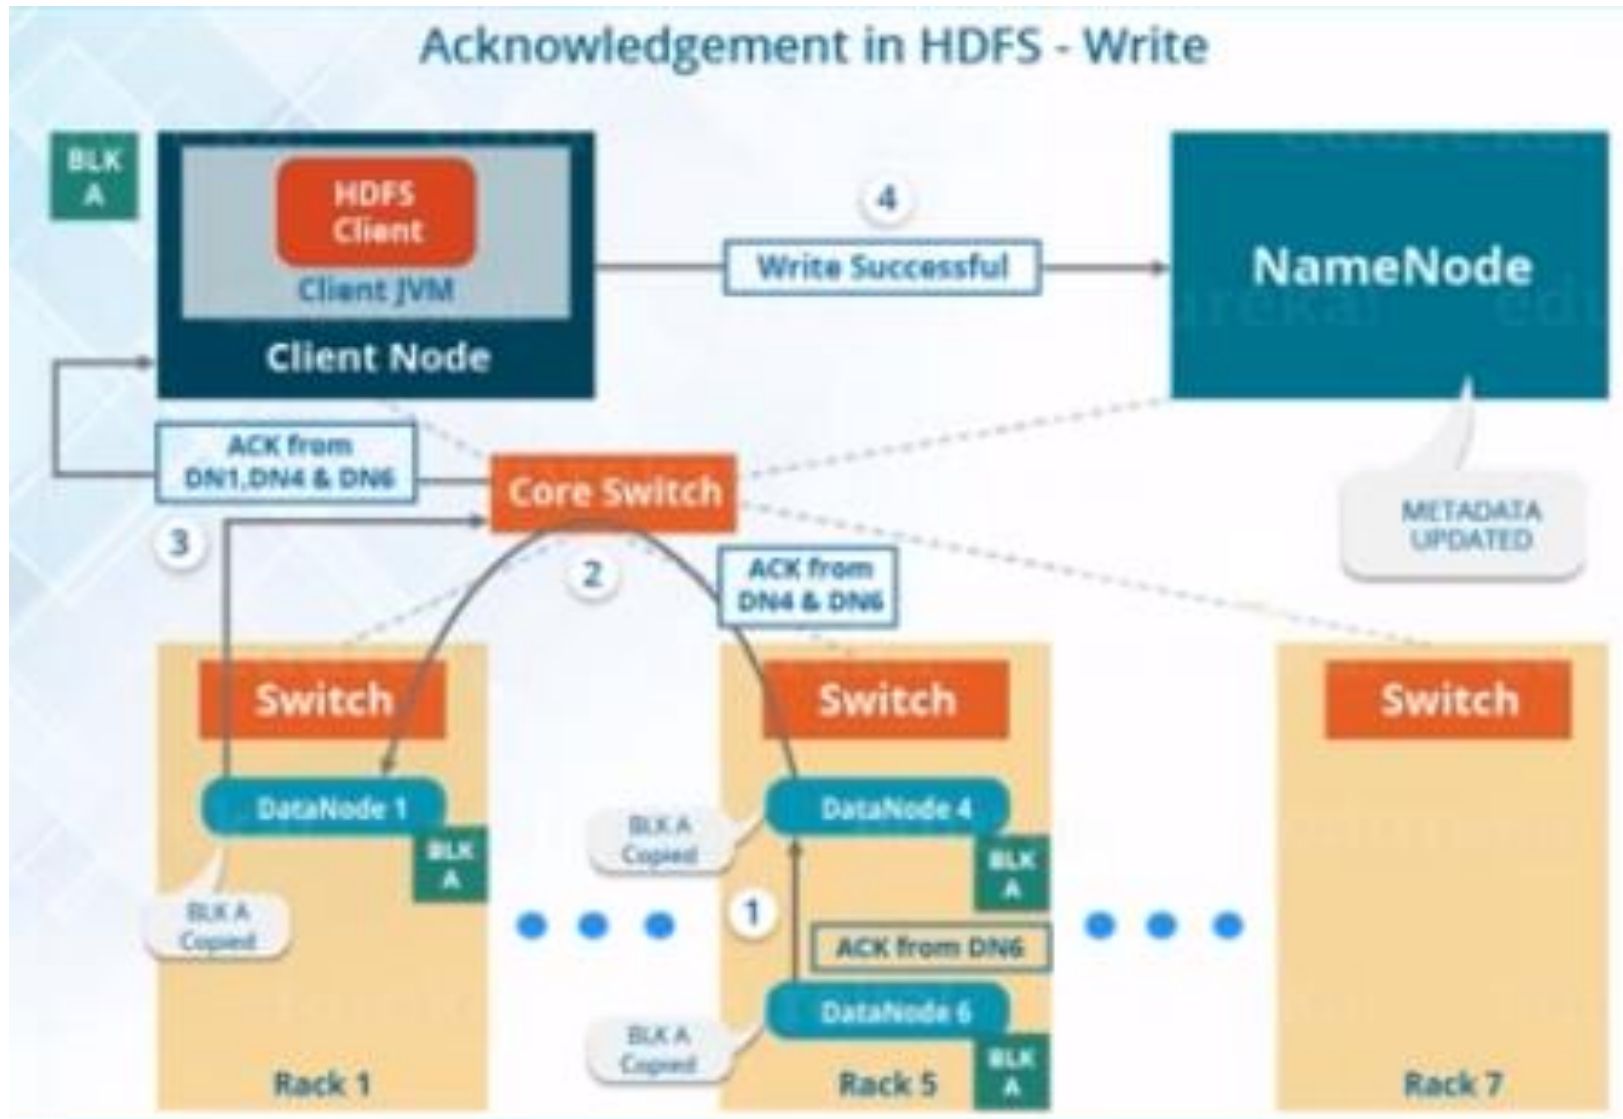 Acknowledgement in HDFS - Write
BLK
A
HDFS
Client
Client JVM
Client Node
4
Write Successful
NameNode
eureka!
edu
ACK from
DN1,DN4 & DN6
Core Switch
METADATA
UPDATED
3
2
ACK from
DN4 & DN6
Switch
Switch
Switch
DataNode 1
DataNode 4
BLK A
Copied
BLK
A
BLK
A
BLK A
Copied
1
ACK from DN6
DataNode 6
BLK A
Copied
BLK
A
Rack 1
Rack 5
Rack 7